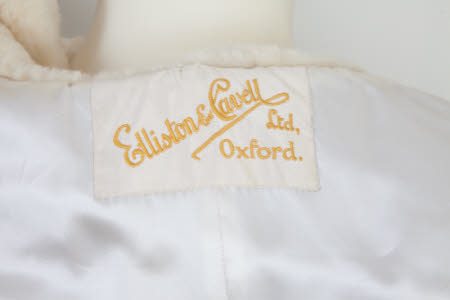 Elliston & Cavell
Ltd,
Oxford.